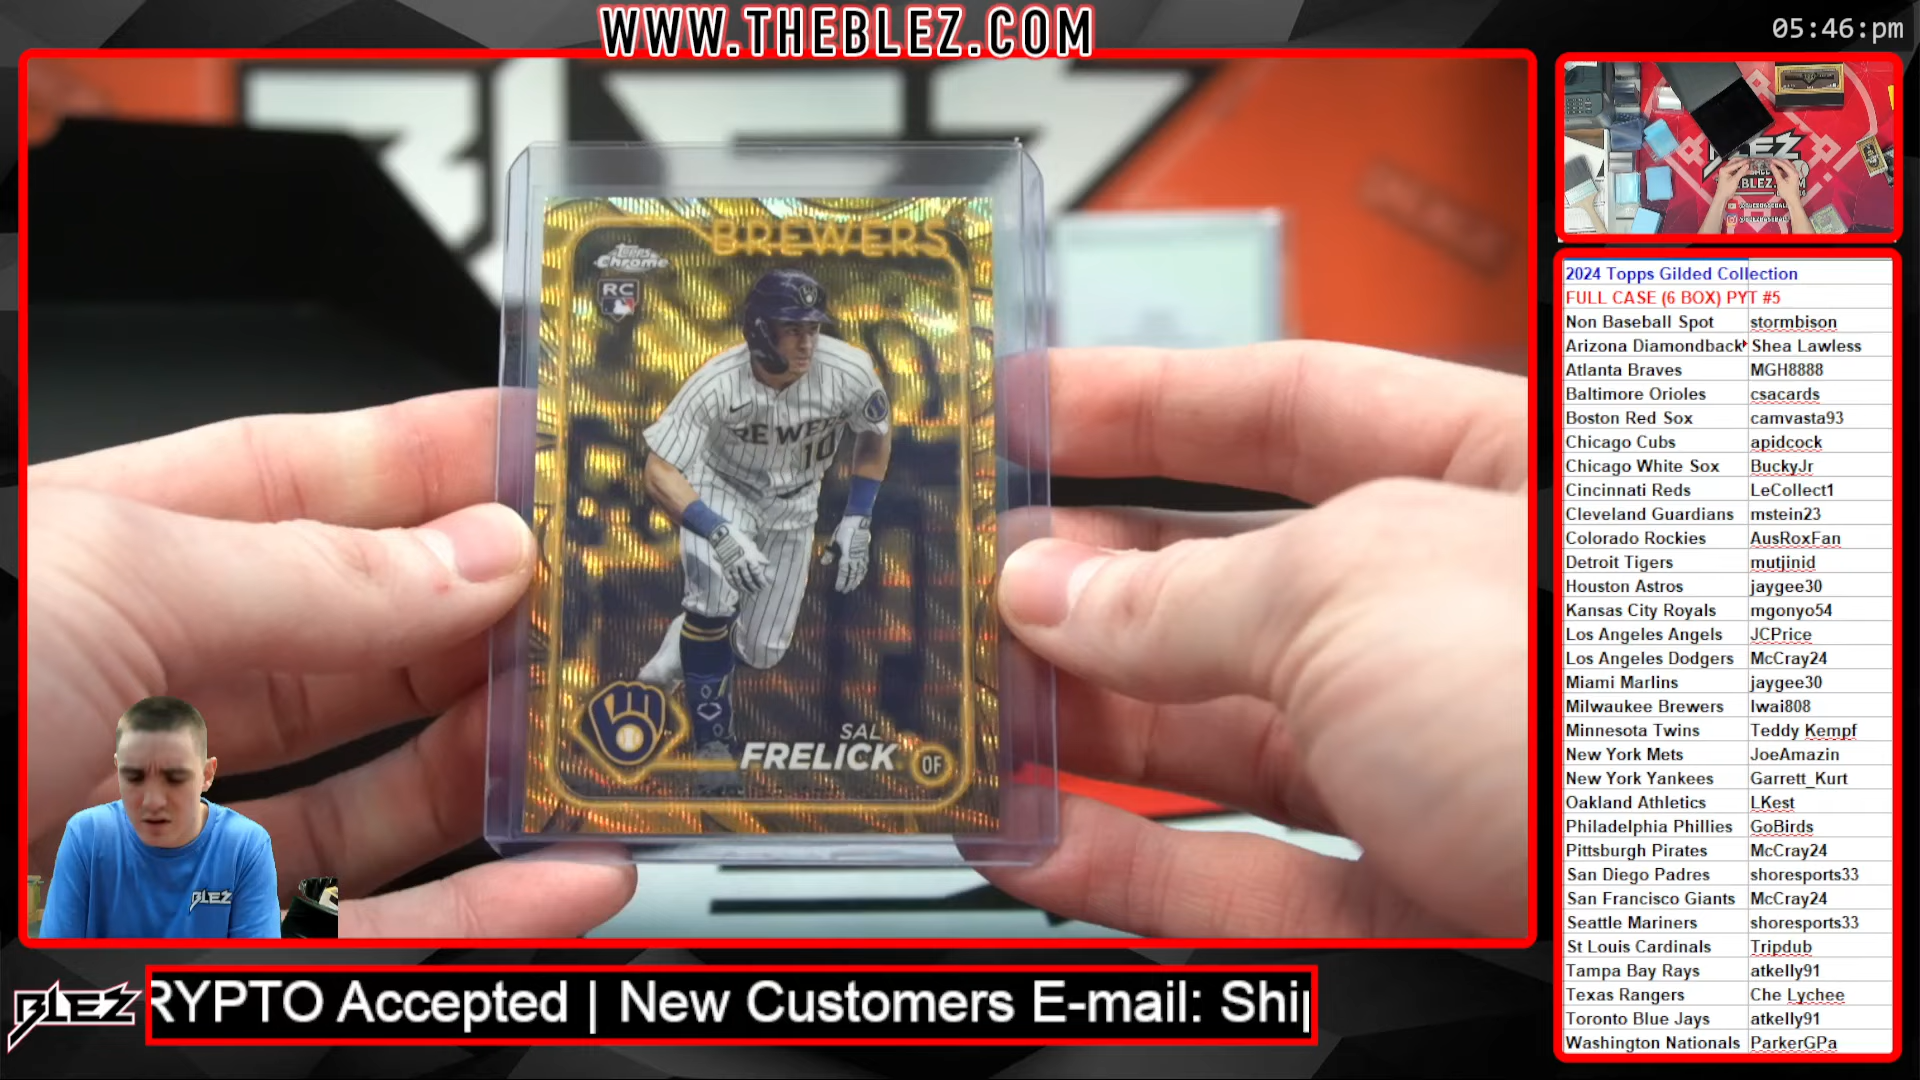 WWW.THEBLEZ.COM
05:46:pm
BREWERS
Topps
Chrome
RC
BREWERS
10
SAL
FRELICK
OF
BLEZ
BLEZ
RYPTO Accepted | New Customers E-mail: Ship
BLEZ
2024 Topps Gilded Collection
FULL CASE (6 BOX) PYT #5
Non Baseball Spot stormbison
Arizona Diamondback Shea Lawless
Atlanta Braves MGH8888
Baltimore Orioles csacards
Boston Red Sox camvasta93
Chicago Cubs apidcock
Chicago White Sox BuckyJr
Cincinnati Reds LeCollect1
Cleveland Guardians mstein23
Colorado Rockies AusRoxFan
Detroit Tigers mutjinid
Houston Astros jaygee30
Kansas City Royals mgonyo54
Los Angeles Angels JCPrice
Los Angeles Dodgers McCray24
Miami Marlins jaygee30
Milwaukee Brewers Iwai808
Minnesota Twins Teddy Kempf
New York Mets JoeAmazin
New York Yankees Garrett_Kurt
Oakland Athletics LKest
Philadelphia Phillies GoBirds
Pittsburgh Pirates McCray24
San Diego Padres shoresports33
San Francisco Giants McCray24
Seattle Mariners shoresports33
St Louis Cardinals Tripdub
Tampa Bay Rays atkelly91
Texas Rangers Che Lychee
Toronto Blue Jays atkelly91
Washington Nationals ParkerGPa